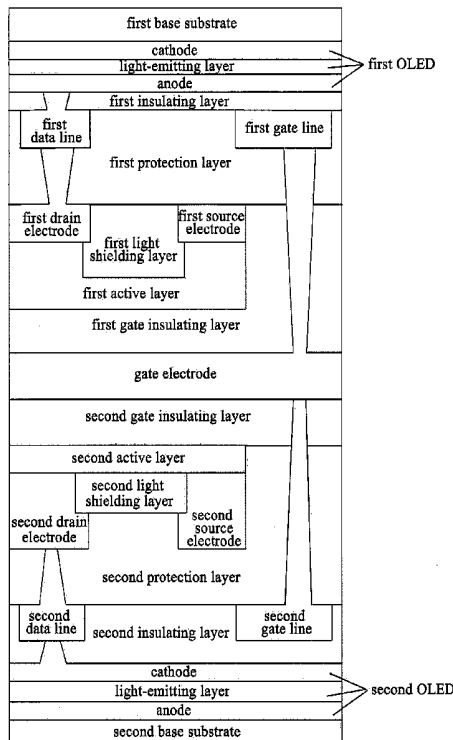 first base substrate
cathode
light-emitting layer
anode
first OLED
first insulating layer
first
data line
first gate line
first protection layer
first drain
electrode
first source
electrode
first light
shielding layer
first active layer
first gate insulating layer
gate electrode
second gate insulating layer
second active layer
second light
shielding layer
second drain
electrode
second
source
electrode
second protection layer
second
data line
second insulating layer
second
gate line
cathode
light-emitting layer
anode
second OLED
second base substrate